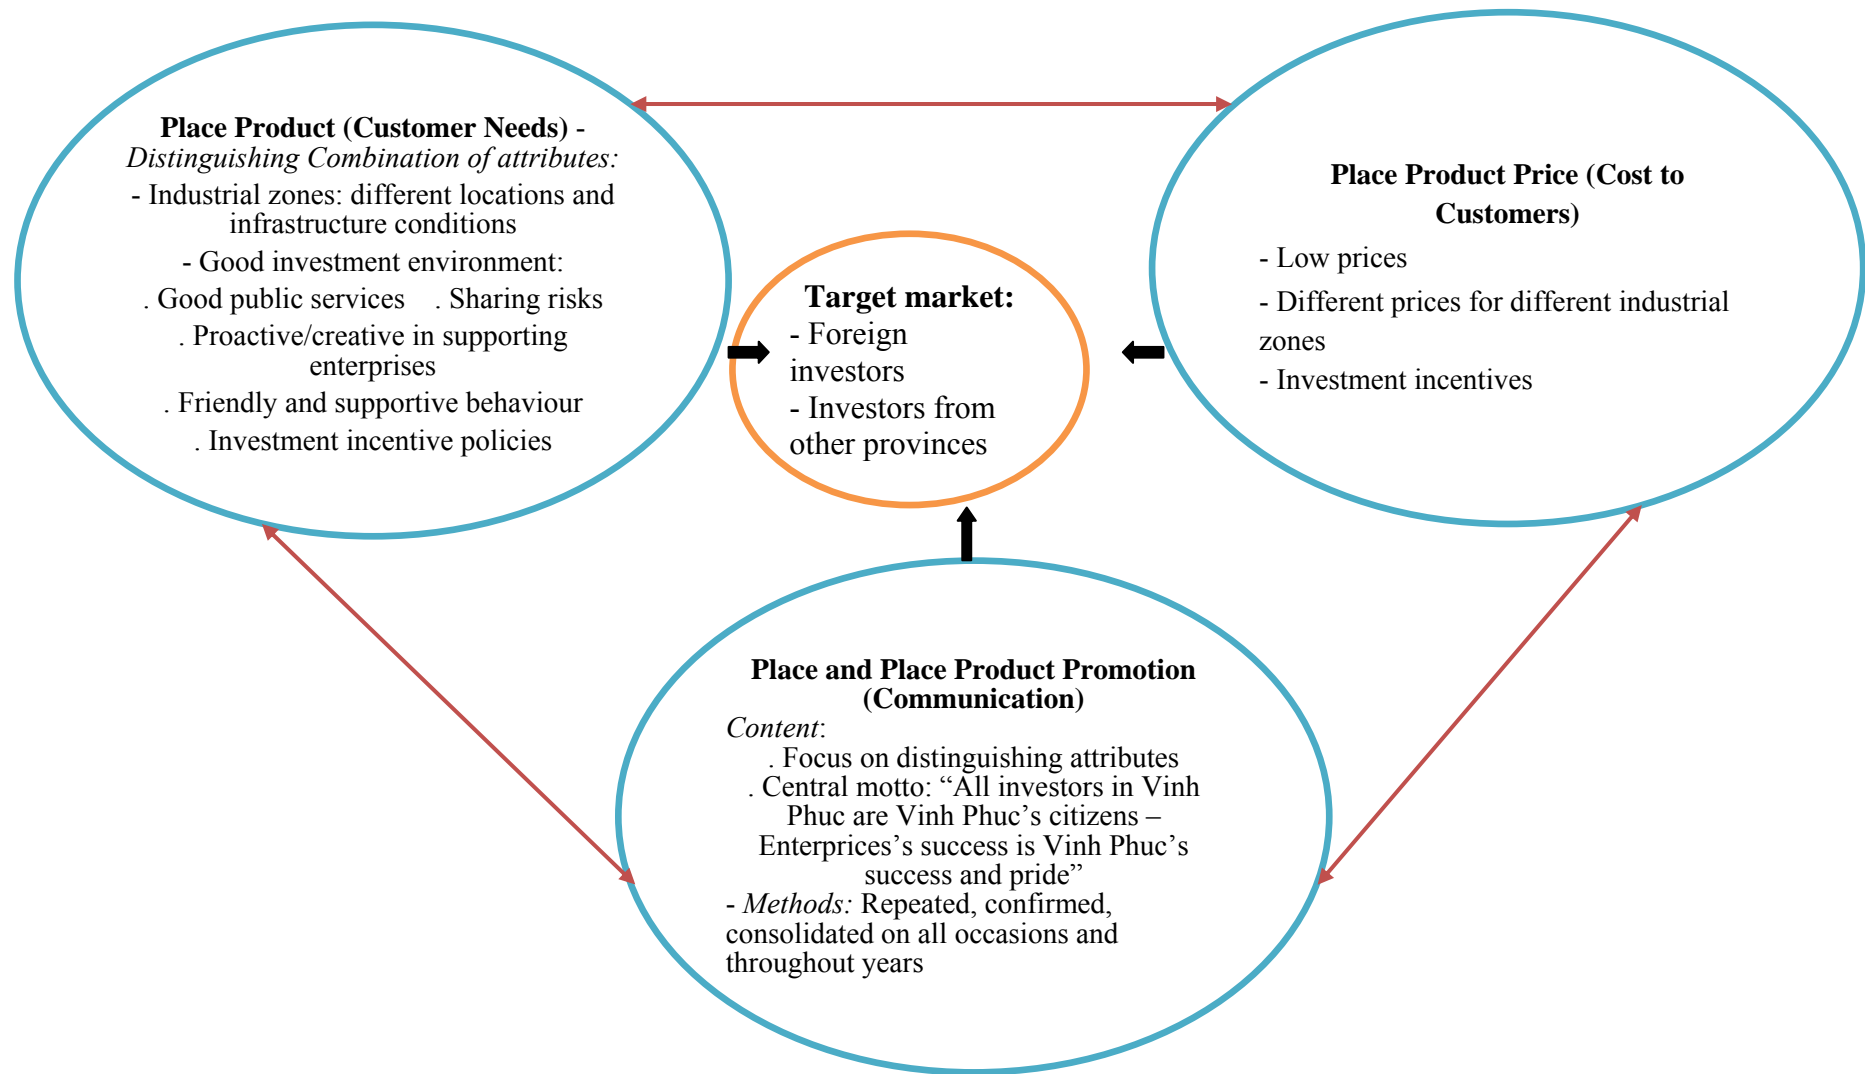 Place Product (Customer Needs) -
Distinguishing Combination of attributes:
- Industrial zones: different locations and
infrastructure conditions
- Good investment environment:
. Good public services . Sharing risks
. Proactive/creative in supporting
enterprises
. Friendly and supportive behaviour
. Investment incentive policies
Target market:
- Foreign
investors
- Investors from
other provinces
Place Product Price (Cost to
Customers)
- Low prices
- Different prices for different industrial
zones
- Investment incentives
Place and Place Product Promotion
(Communication)
Content:
. Focus on distinguishing attributes
. Central motto: “All investors in Vinh
Phuc are Vinh Phuc’s citizens –
Enterprices’s success is Vinh Phuc’s
success and pride”
- Methods: Repeated, confirmed,
consolidated on all occasions and
throughout years